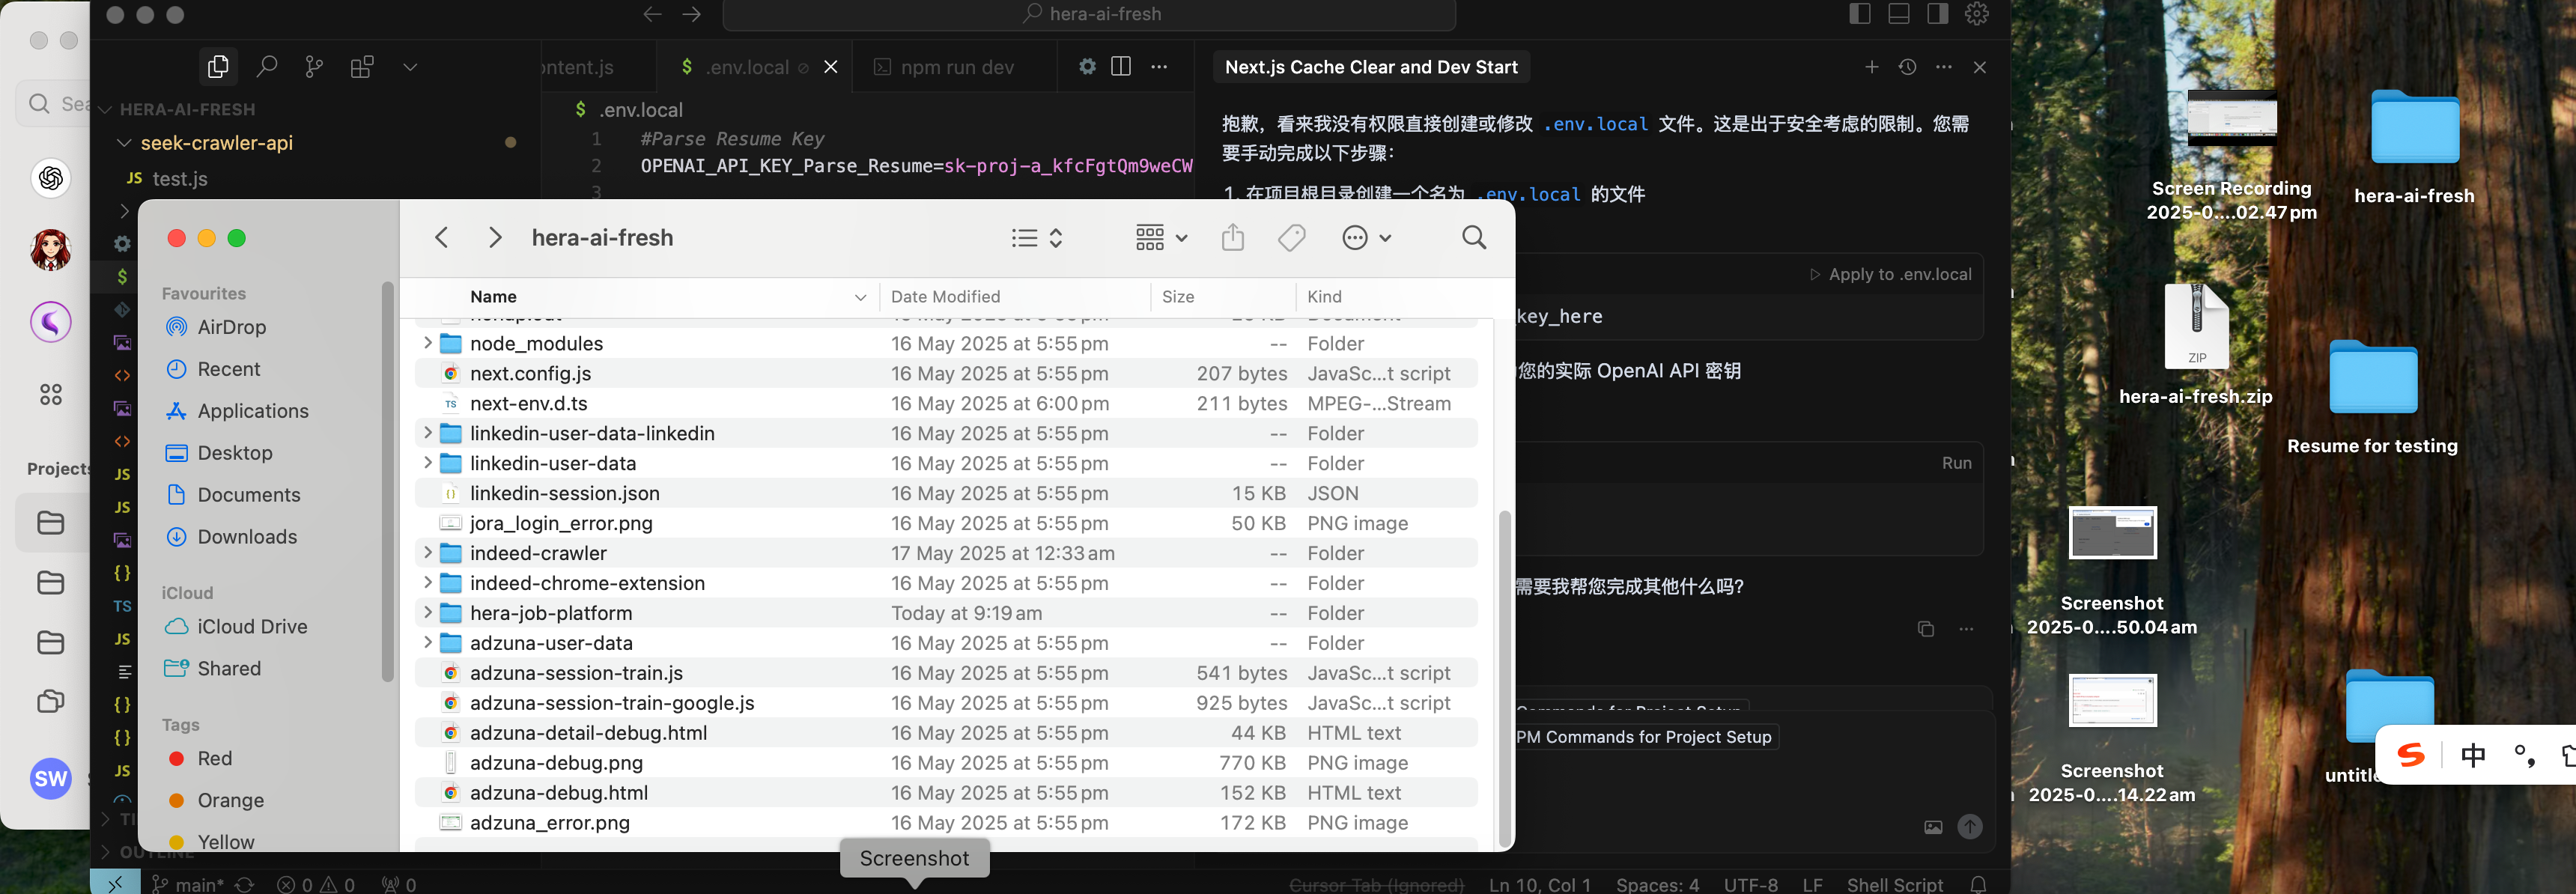 hera-ai-fresh
Sea
HERA-AI-FRESH
seek-crawler-api
JS test.js
ontent.js
$ .env.local
npm run dev
$ .env.local
1 #Parse Resume Key
2 OPENAI_API_KEY_Parse_Resume=sk-proj-a_kfcFgtQm9weCW
3
Next.js Cache Clear and Dev Start
抱歉，看来我没有权限直接创建或修改 .env.local 文件。这是出于安全考虑的限制。您需
要手动完成以下步骤：
1. 在项目根目录创建一个名为 .env.local 的文件
Apply to .env.local
key_here
您的实际 OpenAI API 密钥
Run
需要我帮您完成其他什么吗?
PM Commands for Project Setup
Projects
SW
hera-ai-fresh
Favourites
AirDrop
Recent
Applications
Desktop
Documents
Downloads
iCloud
iCloud Drive
Shared
Tags
Red
Orange
Yellow
Name Date Modified Size Kind
node_modules 16 May 2025 at 5:55 pm -- Folder
next.config.js 16 May 2025 at 5:55 pm 207 bytes JavaSc...t script
next-env.d.ts 16 May 2025 at 6:00 pm 211 bytes MPEG-...Stream
linkedin-user-data-linkedin 16 May 2025 at 5:55 pm -- Folder
linkedin-user-data 16 May 2025 at 5:55 pm -- Folder
linkedin-session.json 16 May 2025 at 5:55 pm 15 KB JSON
jora_login_error.png 16 May 2025 at 5:55 pm 50 KB PNG image
indeed-crawler 17 May 2025 at 12:33 am -- Folder
indeed-chrome-extension 16 May 2025 at 5:55 pm -- Folder
hera-job-platform Today at 9:19 am -- Folder
adzuna-user-data 16 May 2025 at 5:55 pm -- Folder
adzuna-session-train.js 16 May 2025 at 5:55 pm 541 bytes JavaSc...t script
adzuna-session-train-google.js 16 May 2025 at 5:55 pm 925 bytes JavaSc...t script
adzuna-detail-debug.html 16 May 2025 at 5:55 pm 44 KB HTML text
adzuna-debug.png 16 May 2025 at 5:55 pm 770 KB PNG image
adzuna-debug.html 16 May 2025 at 5:55 pm 152 KB HTML text
adzuna_error.png 16 May 2025 at 5:55 pm 172 KB PNG image
Screenshot
OUTLINE
main* 0 0 0
Cursor Tab (Ignored) Ln 10, Col 1 Spaces: 4 UTF-8 LF Shell Script
Screen Recording
2025-0....02.47 pm
hera-ai-fresh
ZIP
hera-ai-fresh.zip
Resume for testing
Screenshot
2025-0....50.04 am
Screenshot
2025-0....14.22 am
untitle
S 中 °,